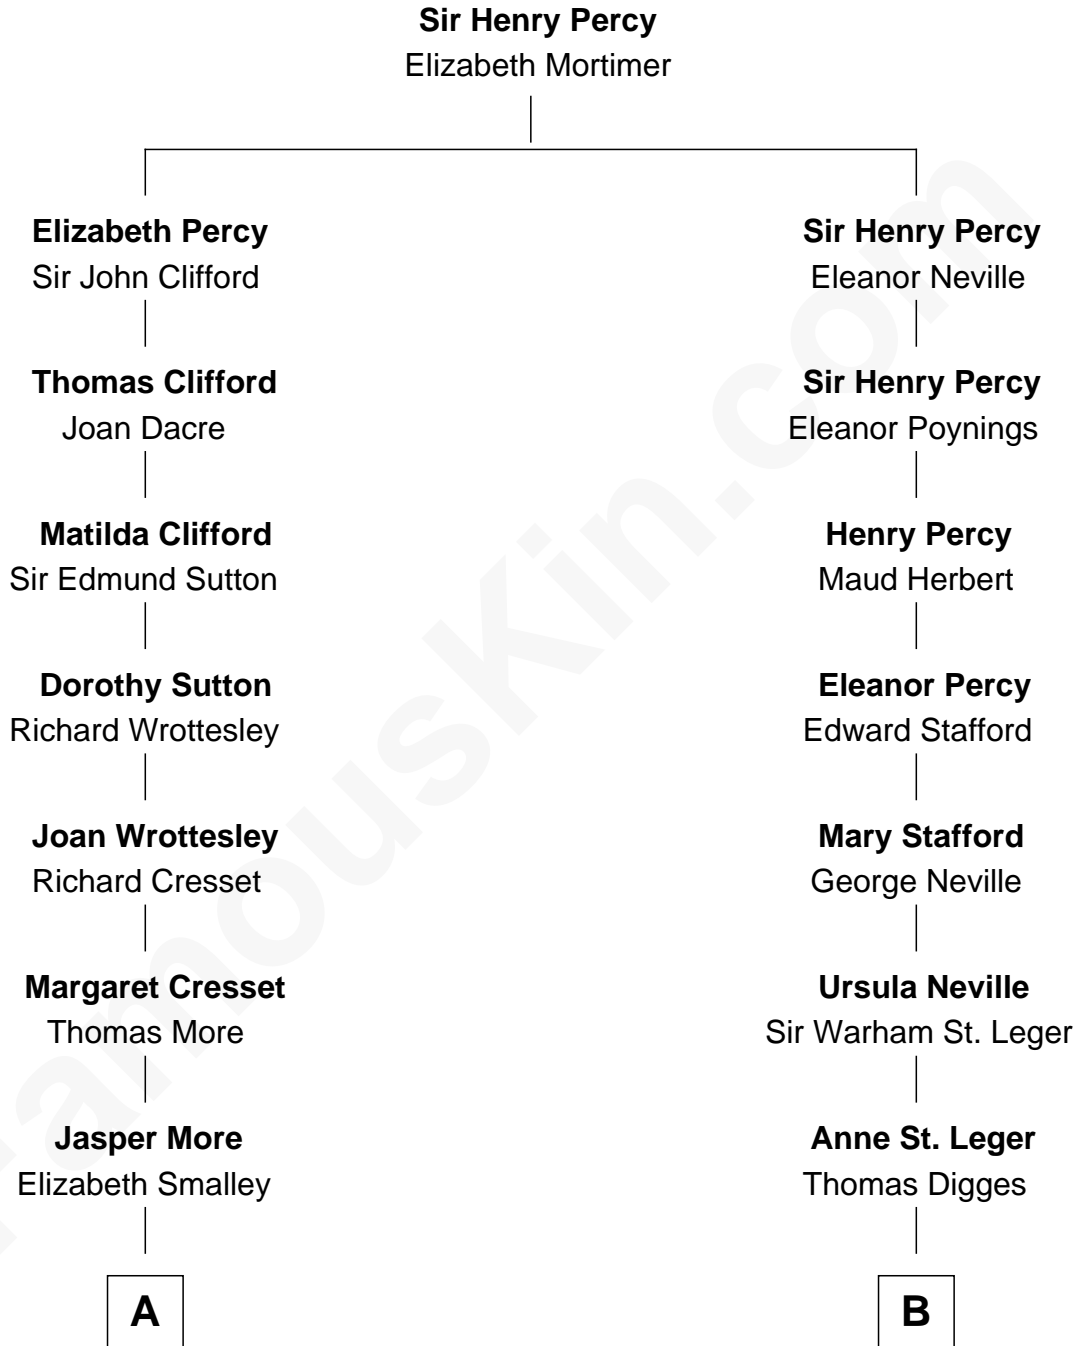 Sir Henry Percy
Elizabeth Mortimer
Elizabeth Percy
Sir John Clifford
Sir Henry Percy
Eleanor Neville
Thomas Clifford
Joan Dacre
Sir Henry Percy
Eleanor Poynings
Matilda Clifford
Sir Edmund Sutton
Henry Percy
Maud Herbert
Dorothy Sutton
Richard Wrottesley
Eleanor Percy
Edward Stafford
Joan Wrottesley
Richard Cresset
Mary Stafford
George Neville
Margaret Cresset
Thomas More
Ursula Neville
Sir Warham St. Leger
Jasper More
Elizabeth Smalley
Anne St. Leger
Thomas Digges
A
B
FamousKin.com